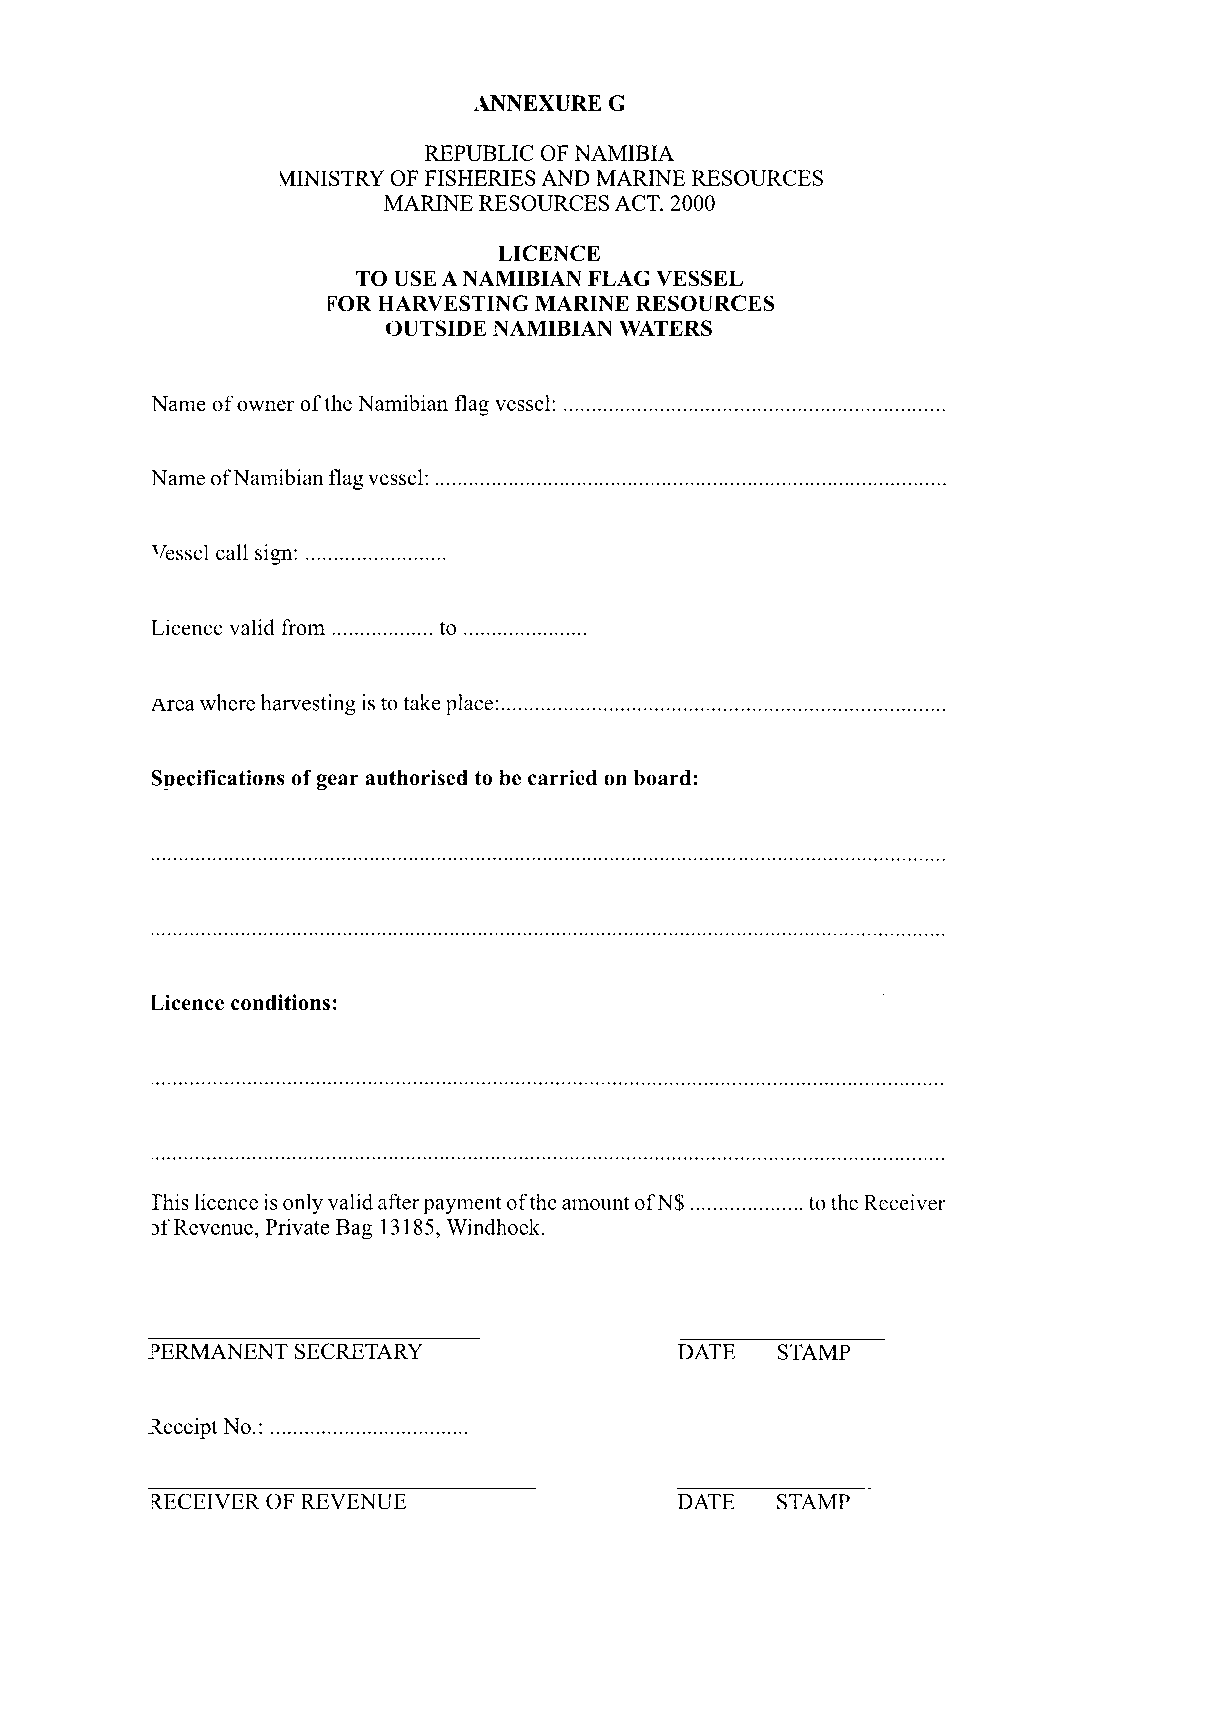 ANNEXURE G
REPUBLIC OF NAMIBIA
MINISTRY OF FISHERIES AND MARINE RESOURCES
MARINE RESOURCES ACT. 2000
LICENCE
TO USE A NAMIBIAN FLAG VESSEL
FOR HARVESTING MARINE RESOURCES
OUTSIDE NAMIBIAN WATERS
Name of owner of the Namibian flag vessel: ....................................................................
Name of Namibian flag vessel: ...........................................................................................
Vessel call sign: .........................
Licence valid from .................. to ......................
Area where harvesting is to take place:...............................................................................
Specifications of gear authorised to be carried on board:
.............................................................................................................................................
.............................................................................................................................................
Licence conditions:
.............................................................................................................................................
.............................................................................................................................................
This licence is only valid after payment of the amount of N$ .................... to the Receiver
of Revenue, Private Bag 13185, Windhoek.
PERMANENT SECRETARY DATE STAMP
Receipt No.: ...................................
RECEIVER OF REVENUE DATE STAMP